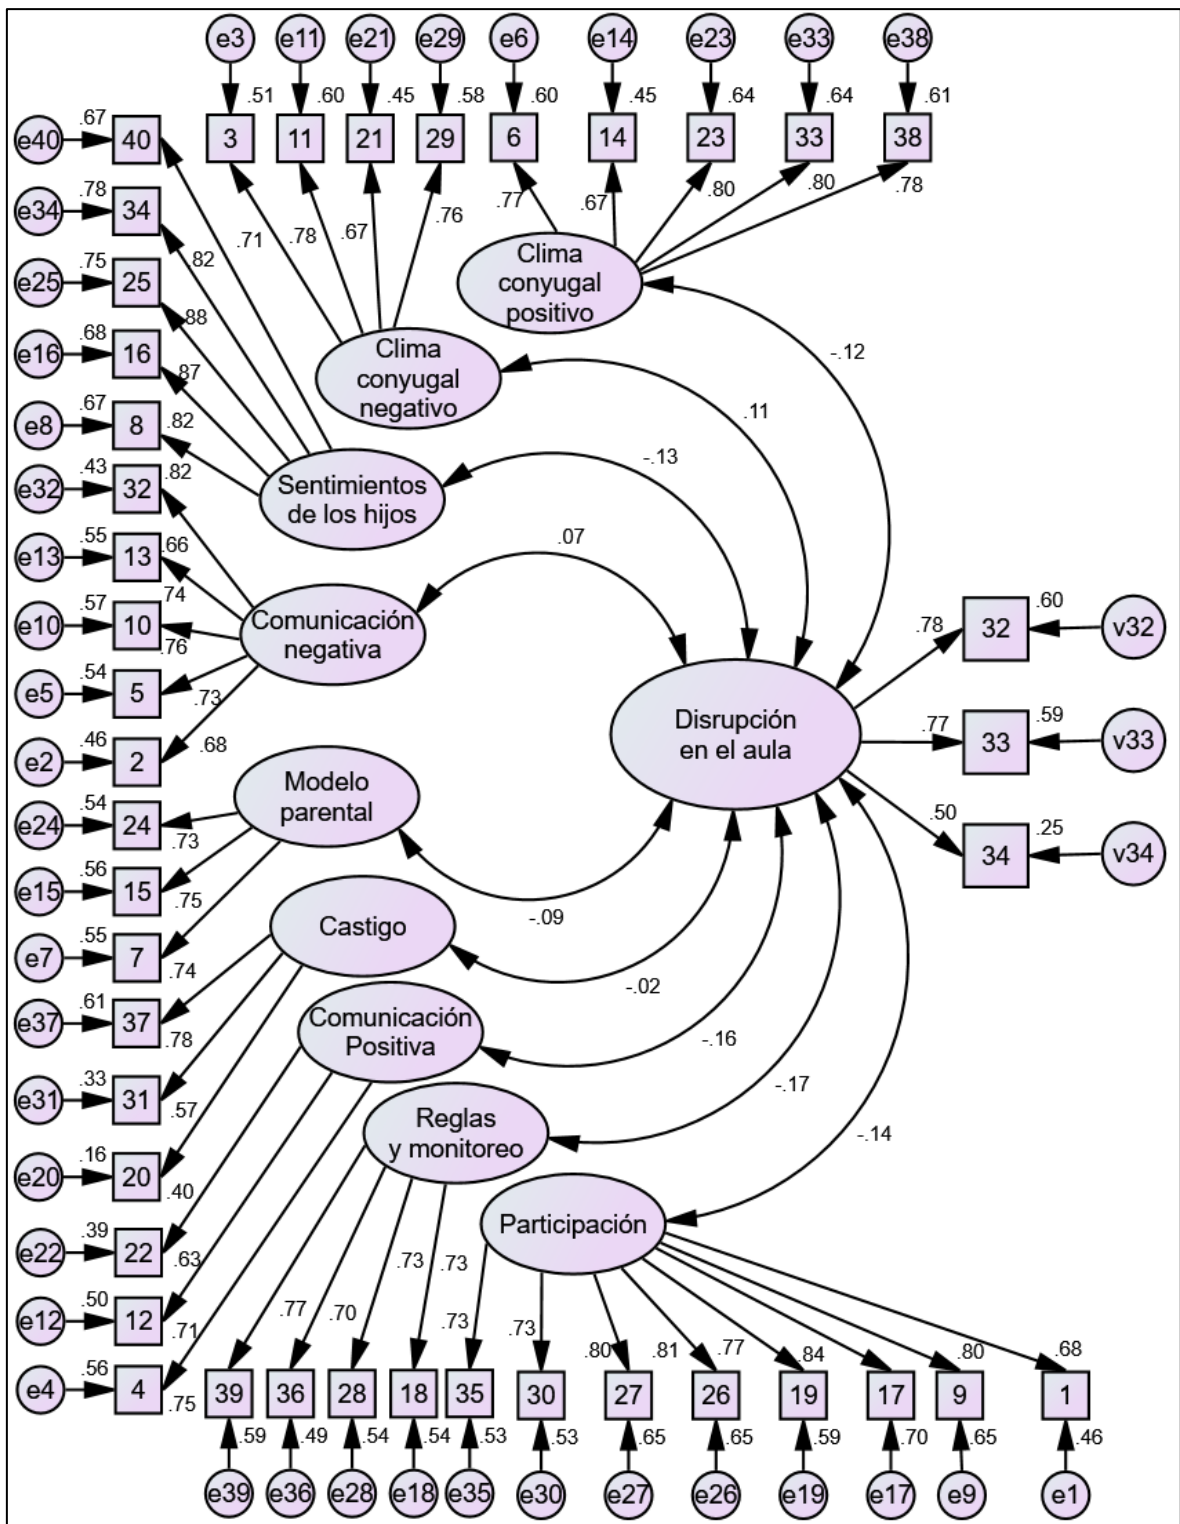 e3 e11 e21 e29 e6 e14 e23 e33 e38
.51 .60 .45 .58 .60 .45 .64 .64 .61
3 11 21 29 6 14 23 33 38
.71 .78 .67 .76 .77 .67 .80 .80 .78
e40 .67 40
e34 .78 34 .82
e25 .75 25 .88
e16 .68 16 .87
e8 .67 8 .82
.82
Clima
conyugal
positivo
-.12
Clima
conyugal
negativo
.11
Sentimientos
de los hijos
-.13
e32 .43 32
e13 .55 13 .66
e10 .57 10 .74
.76
e5 .54 5 .73
e2 .46 2 .68
Comunicación
negativa
.07
Disrupción
en el aula
.78 32 .60 v32
.77 33 .59 v33
.50 34 .25 v34
e24 .54 24 .73
e15 .56 15 .75
e7 .55 7 .74
Modelo
parental
-.09
e37 .61 37 .78
e31 .33 31 .57
e20 .16 20 .40
Castigo
-.02
Comunicación
Positiva
-.16
e22 .39 22 .63
e12 .50 12 .71
e4 .56 4 .75
Reglas
y monitoreo
-.17
Participación
-.14
.77 .70 .73 .73 .73 .73 .80 .81 .77 .84 .80 .68
39 36 28 18 35 30 27 26 19 17 9 1
.59 .49 .54 .54 .53 .53 .65 .65 .59 .70 .65 .46
e39 e36 e28 e18 e35 e30 e27 e26 e19 e17 e9 e1